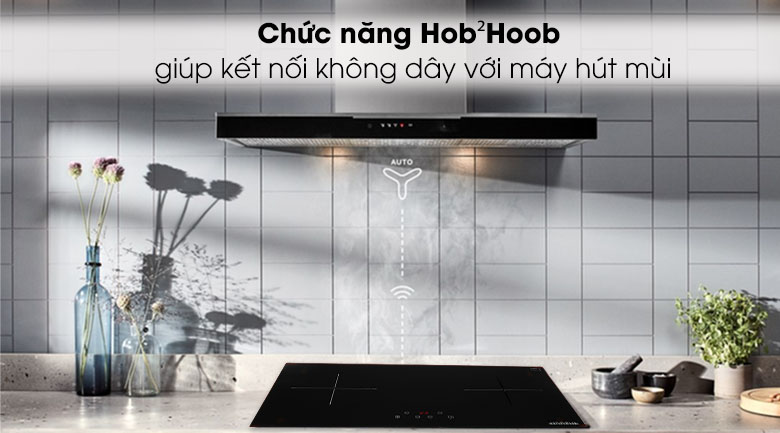 Chức năng Hob²Hoob
giúp kết nối không dây với máy hút mùi
AUTO